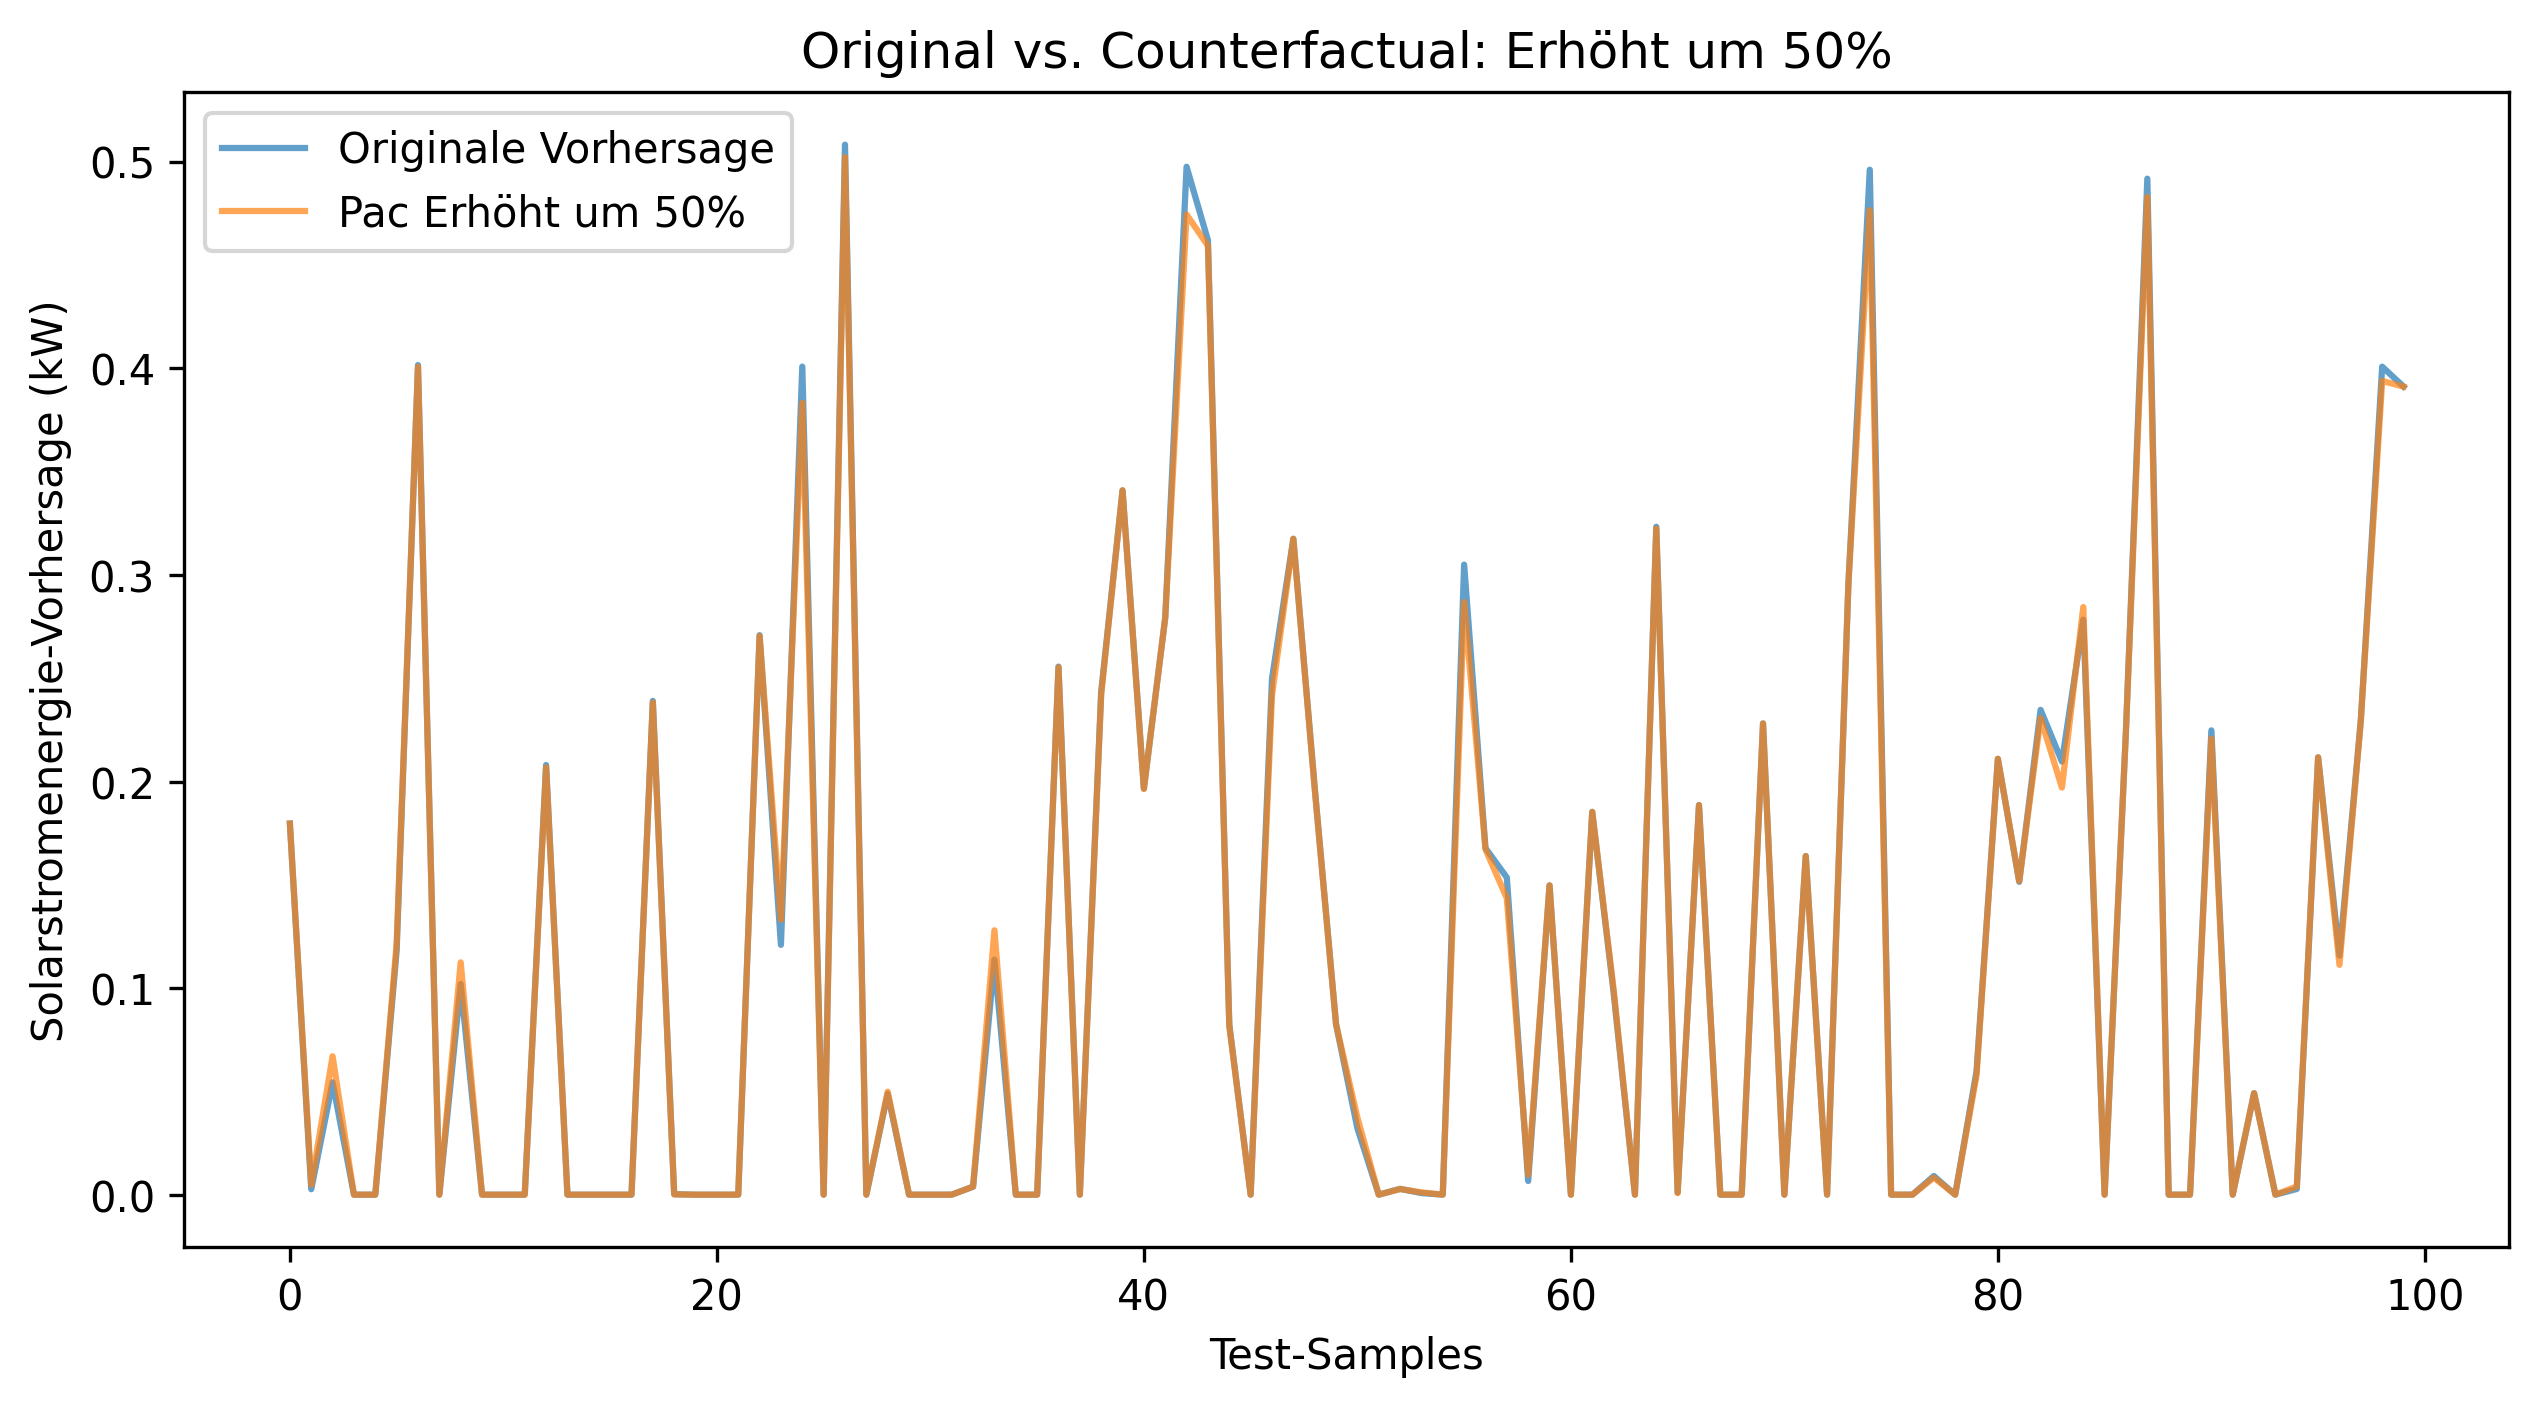 Original vs. Counterfactual: Erhöht um 50%
Originale Vorhersage
Pac Erhöht um 50%
Solarstromenergie-Vorhersage (kW)
0.5
0.4
0.3
0.2
0.1
0.0
0 20 40 60 80 100
Test-Samples